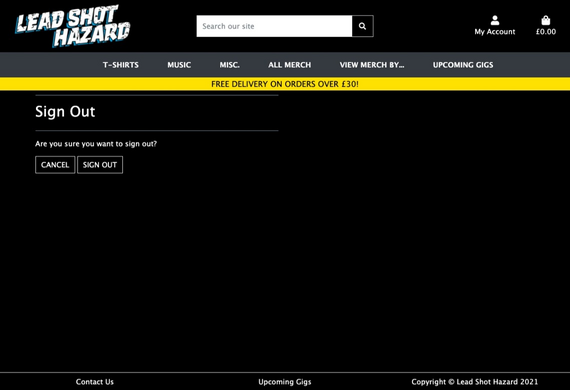 LEAD SHOT
HAZARD
Search our site
My Account
£0.00
T-SHIRTS MUSIC MISC. ALL MERCH VIEW MERCH BY... UPCOMING GIGS
FREE DELIVERY ON ORDERS OVER £30!
Sign Out
Are you sure you want to sign out?
CANCEL SIGN OUT
Contact Us Upcoming Gigs Copyright © Lead Shot Hazard 2021